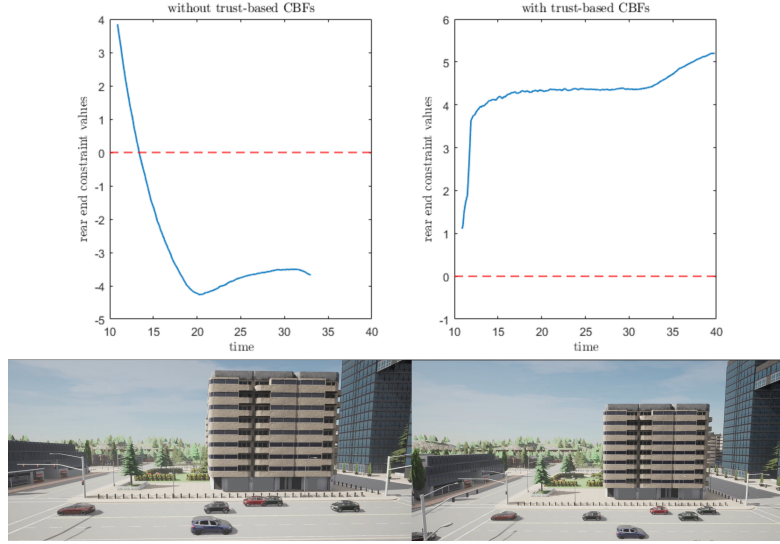 without trust-based CBFs
4
3
2
1
0
-1
-2
-3
-4
-5
rear end constraint values
10 15 20 25 30 35 40
time
with trust-based CBFs
6
5
4
3
2
1
0
-1
rear end constraint values
10 15 20 25 30 35 40
time